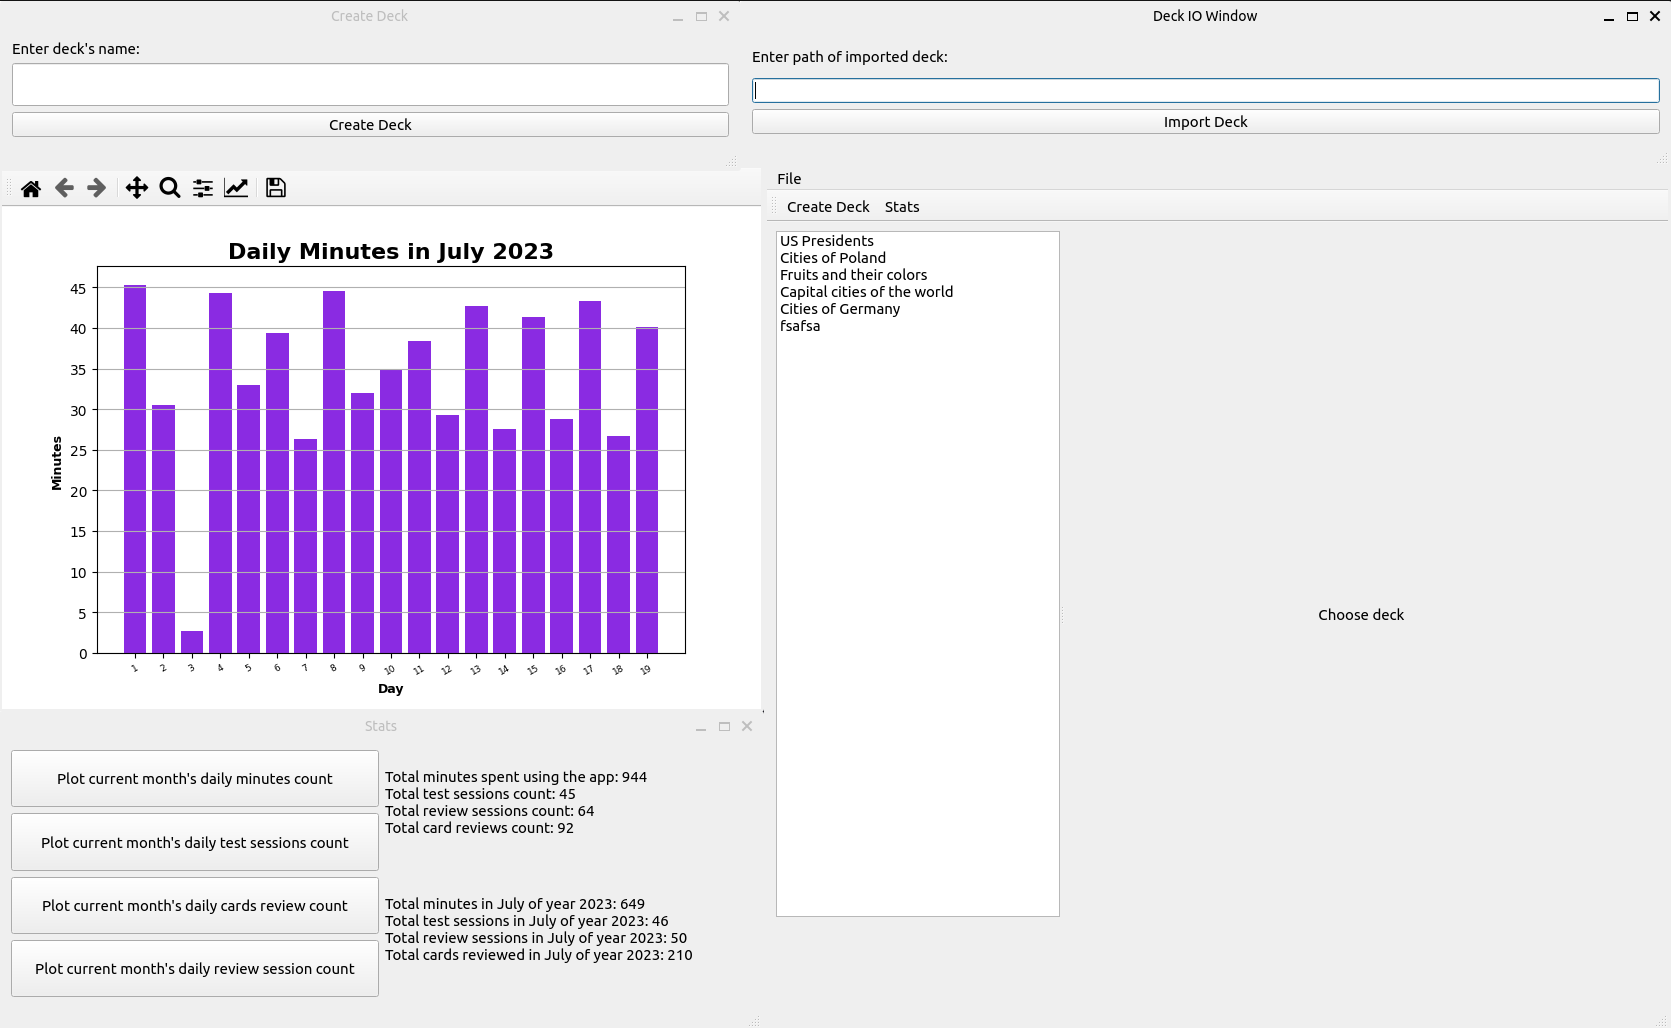 Create Deck
Enter deck's name:
Create Deck
Deck IO Window
Enter path of imported deck:
Import Deck
Daily Minutes in July 2023
45
40
35
30
25
20
15
10
5
0
Minutes
1 2 3 4 5 6 7 8 9 10 11 12 13 14 15 16 17 18 19
Day
File
Create Deck Stats
US Presidents
Cities of Poland
Fruits and their colors
Capital cities of the world
Cities of Germany
fsafsa
Choose deck
Stats
Plot current month's daily minutes count
Plot current month's daily test sessions count
Plot current month's daily cards review count
Plot current month's daily review session count
Total minutes spent using the app: 944
Total test sessions count: 45
Total review sessions count: 64
Total card reviews count: 92
Total minutes in July of year 2023: 649
Total test sessions in July of year 2023: 46
Total review sessions in July of year 2023: 50
Total cards reviewed in July of year 2023: 210